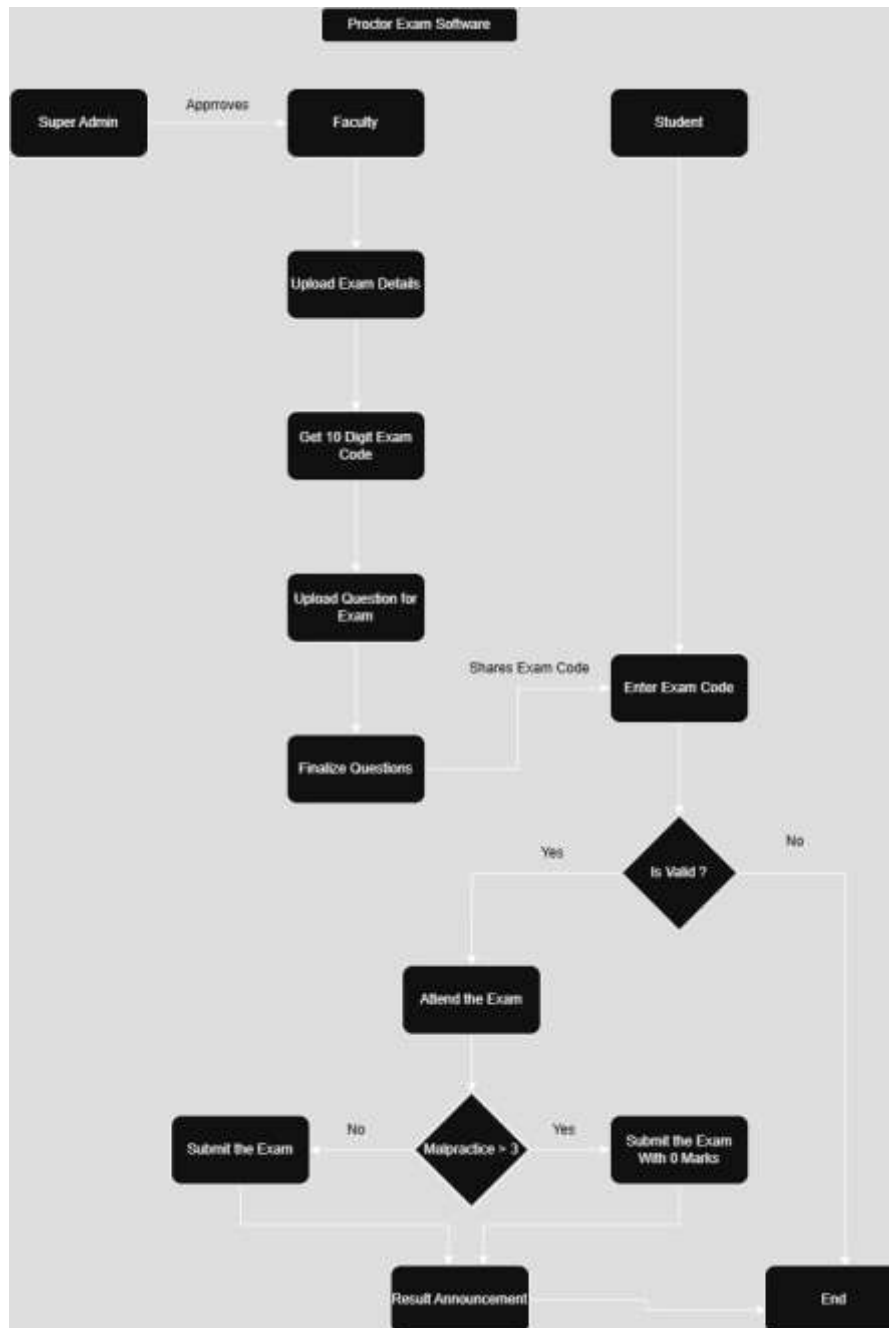 Proctor Exam Software
Super Admin
Apprroves
Faculty
Student
Upload Exam Details
Get 10 Digit Exam
Code
Upload Question for
Exam
Shares Exam Code
Enter Exam Code
Finalize Questions
Is Valid ?
Yes
No
Attend the Exam
Submit the Exam
No
Malpractice > 3
Yes
Submit the Exam
With 0 Marks
Result Announcement
End